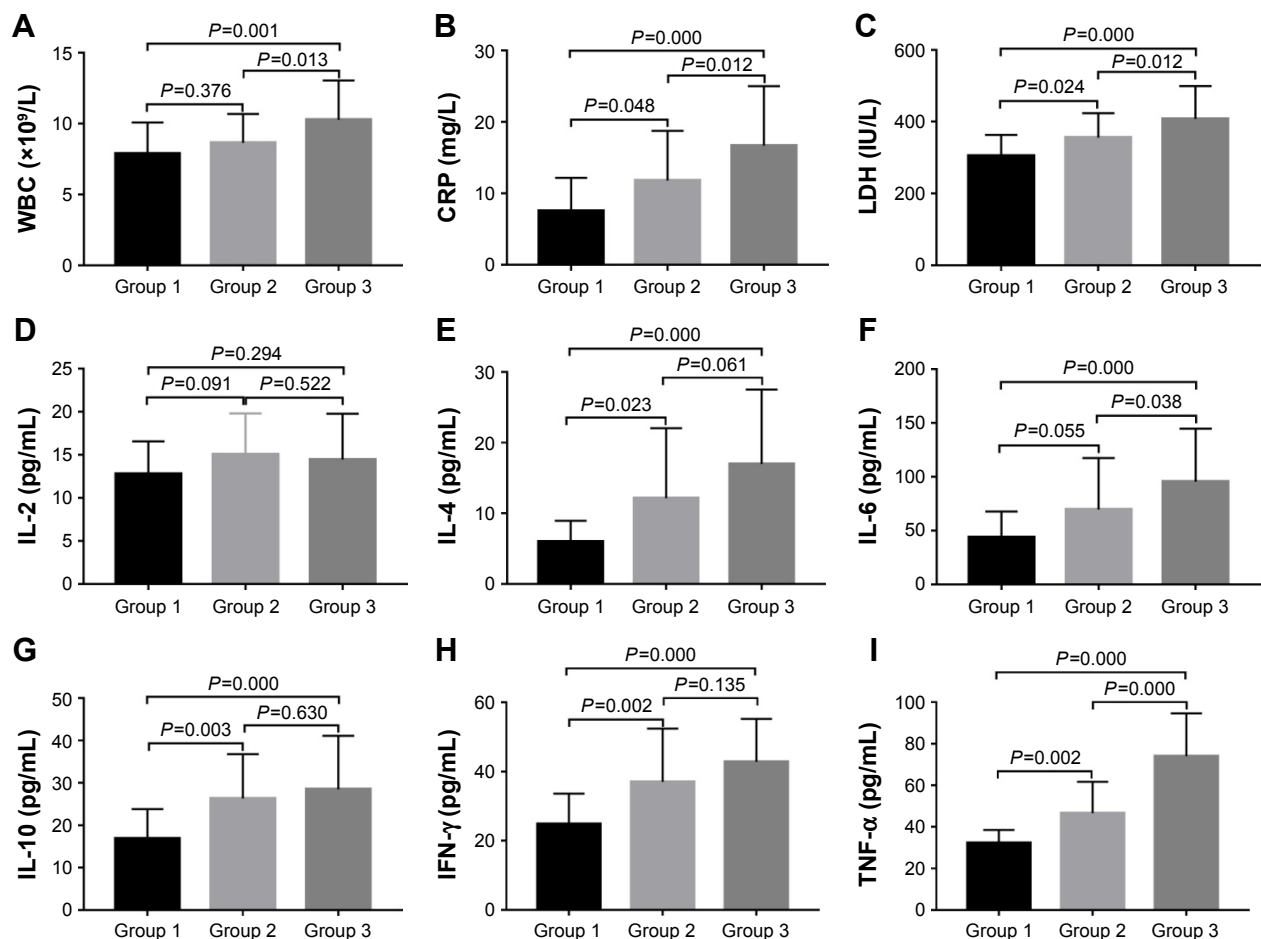 A
WBC (×10⁹/L)
P=0.001
P=0.013
P=0.376
15
10
5
0
Group 1 Group 2 Group 3
B
CRP (mg/L)
P=0.000
P=0.012
P=0.048
30
20
10
0
Group 1 Group 2 Group 3
C
LDH (IU/L)
P=0.000
P=0.012
P=0.024
600
400
200
0
Group 1 Group 2 Group 3
D
IL-2 (pg/mL)
P=0.294
P=0.091 P=0.522
25
20
15
10
5
0
Group 1 Group 2 Group 3
E
IL-4 (pg/mL)
P=0.000
P=0.061
P=0.023
30
20
10
0
Group 1 Group 2 Group 3
F
IL-6 (pg/mL)
P=0.000
P=0.038
P=0.055
200
150
100
50
0
Group 1 Group 2 Group 3
G
IL-10 (pg/mL)
P=0.000
P=0.630
P=0.003
50
40
30
20
10
0
Group 1 Group 2 Group 3
H
IFN-γ (pg/mL)
P=0.000
P=0.135
P=0.002
60
40
20
0
Group 1 Group 2 Group 3
I
TNF-α (pg/mL)
P=0.000
P=0.000
P=0.002
100
80
60
40
20
0
Group 1 Group 2 Group 3